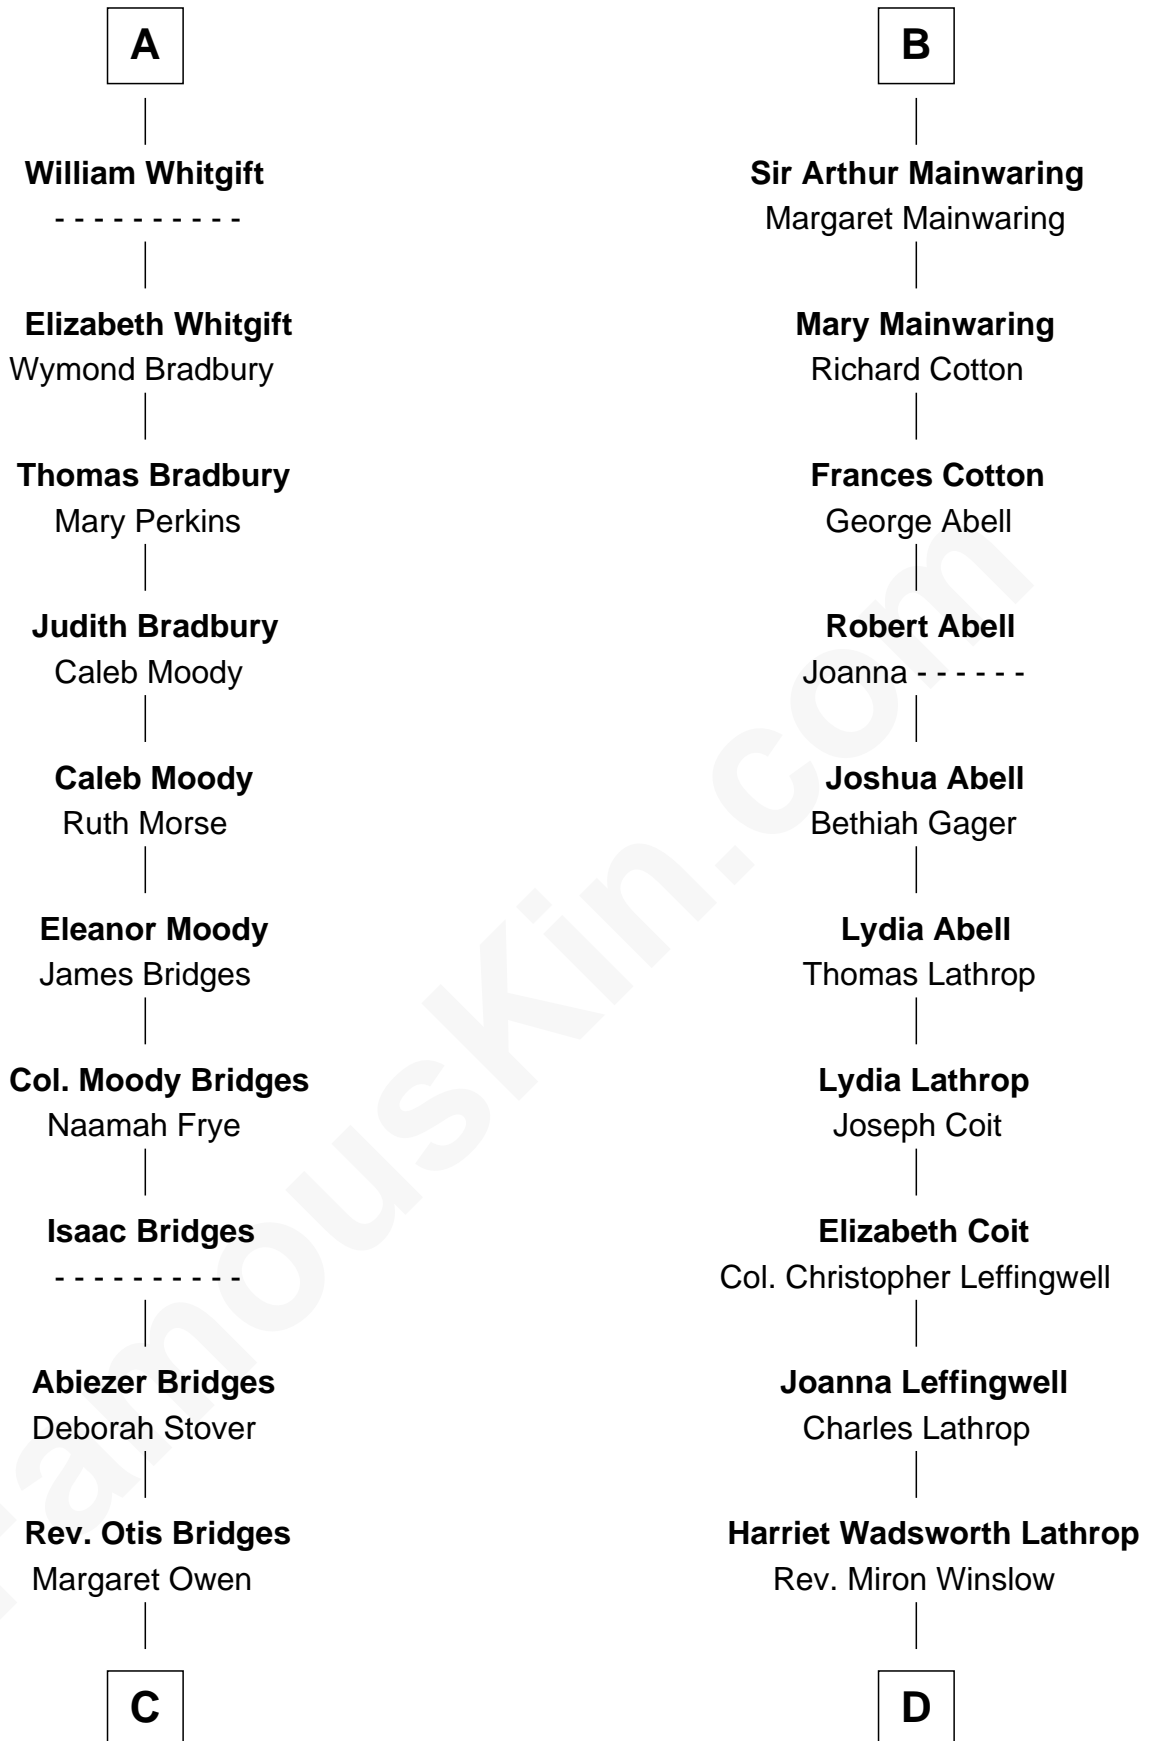 A
William Whitgift
- - - - - - - - - -
Elizabeth Whitgift
Wymond Bradbury
Thomas Bradbury
Mary Perkins
Judith Bradbury
Caleb Moody
Caleb Moody
Ruth Morse
Eleanor Moody
James Bridges
Col. Moody Bridges
Naamah Frye
Isaac Bridges
- - - - - - - - - -
Abiezer Bridges
Deborah Stover
Rev. Otis Bridges
Margaret Owen
C
B
Sir Arthur Mainwaring
Margaret Mainwaring
Mary Mainwaring
Richard Cotton
Frances Cotton
George Abell
Robert Abell
Joanna - - - - - -
Joshua Abell
Bethiah Gager
Lydia Abell
Thomas Lathrop
Lydia Lathrop
Joseph Coit
Elizabeth Coit
Col. Christopher Leffingwell
Joanna Leffingwell
Charles Lathrop
Harriet Wadsworth Lathrop
Rev. Miron Winslow
D
FamousKin.com